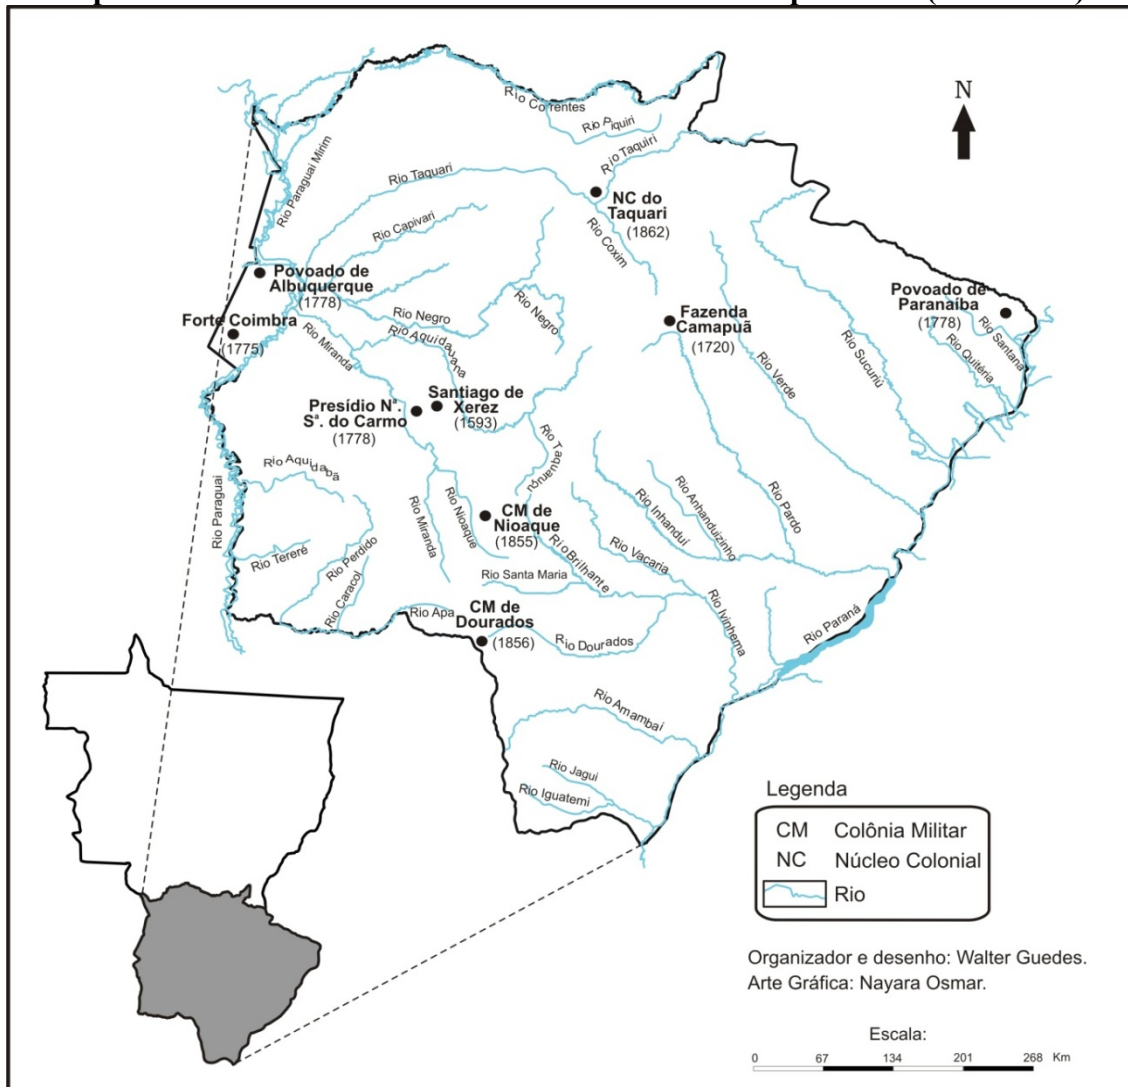 N
Rio Correntes
Rio Piquiri
Rio Taquiri
Rio Paraguai Mirim
Rio Taquari
NC do
Taquari
(1862)
Rio Capivari
Rio Coxim
Povoado de
Albuquerque
(1778)
Povoado de
Paranaíba
(1778)
Forte Coimbra
(1775)
Rio Negro
Rio Negro
Fazenda
Camapuã
(1720)
Rio Santana
Rio Quitéria
Rio Miranda
Rio Aquidauana
Rio Sucuriú
Rio Verde
Santiago de
Xerez
(1593)
Presídio Nª.
Sª. do Carmo
(1778)
Rio Taquaruçu
Rio Aquidabã
Rio Paraguai
Rio Miranda
Rio Nioaque
CM de
Nioaque
(1855)
Rio Inhanduí
Rio Anhanduizinho
Rio Pardo
Rio Tereré
Rio Perdido
Rio Caracol
Rio Brilhante
Rio Vacaria
Rio Santa Maria
Rio Apa
CM de
Dourados
(1856)
Rio Dourados
Rio Ivinhema
Rio Paraná
Rio Amambaí
Rio Jagui
Rio Iguatemi
Legenda
CM Colônia Militar
NC Núcleo Colonial
Rio
Organizador e desenho: Walter Guedes.
Arte Gráfica: Nayara Osmar.
Escala:
0 67 134 201 268 Km